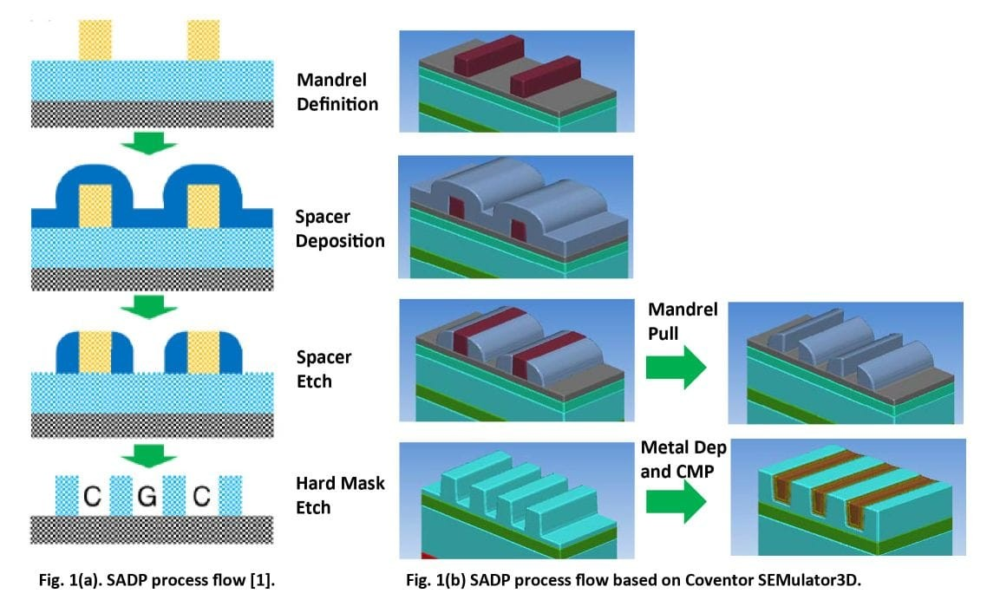 Mandrel
Definition
Spacer
Deposition
Spacer
Etch
Mandrel
Pull
C G C
Hard Mask
Etch
Metal Dep
and CMP
Fig. 1(a). SADP process flow [1].
Fig. 1(b) SADP process flow based on Coventor SEMulator3D.